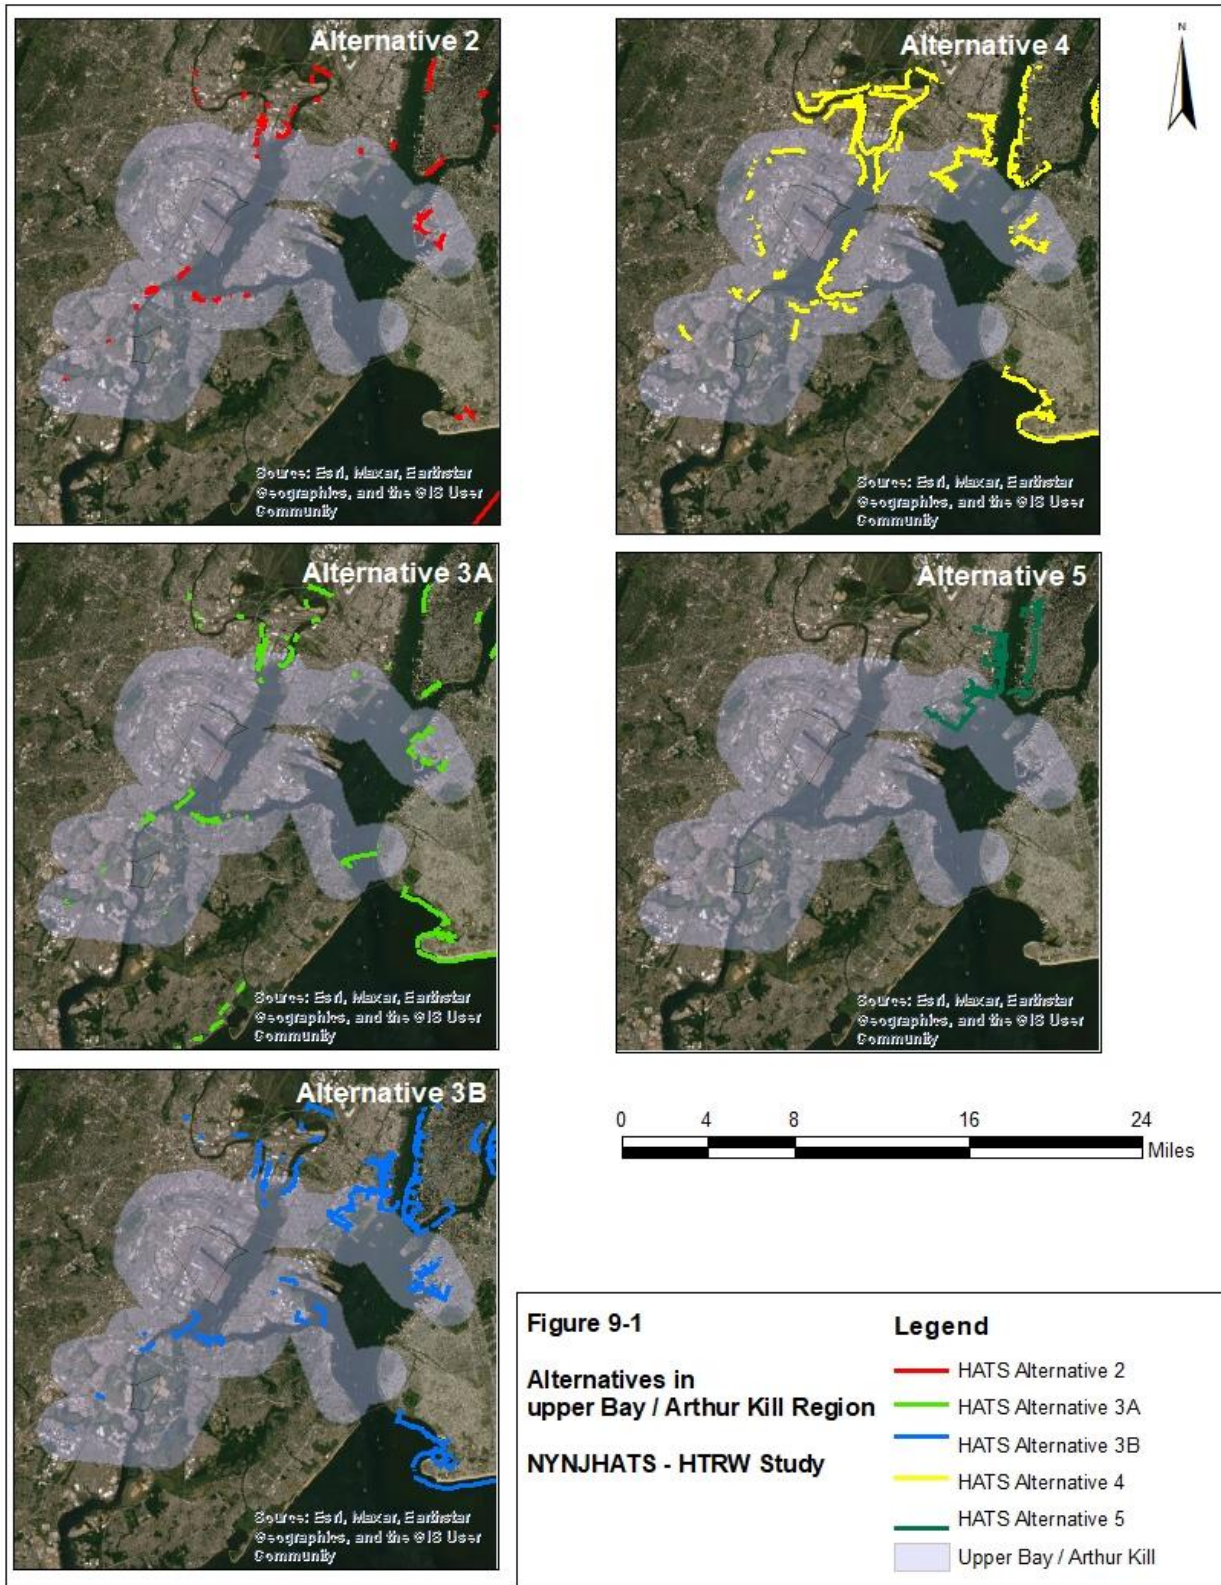 Alternative 2
Source: Esri, Maxar, Earthstar
Geographics, and the GIS User
Community
Alternative 4
Source: Esri, Maxar, Earthstar
Geographics, and the GIS User
Community
N
Alternative 3A
Source: Esri, Maxar, Earthstar
Geographics, and the GIS User
Community
Alternative 5
Source: Esri, Maxar, Earthstar
Geographics, and the GIS User
Community
Alternative 3B
Source: Esri, Maxar, Earthstar
Geographics, and the GIS User
Community
0 4 8 16 24
Miles
Figure 9-1
Alternatives in
upper Bay / Arthur Kill Region
NYNJHATS - HTRW Study
Legend
HATS Alternative 2
HATS Alternative 3A
HATS Alternative 3B
HATS Alternative 4
HATS Alternative 5
Upper Bay / Arthur Kill